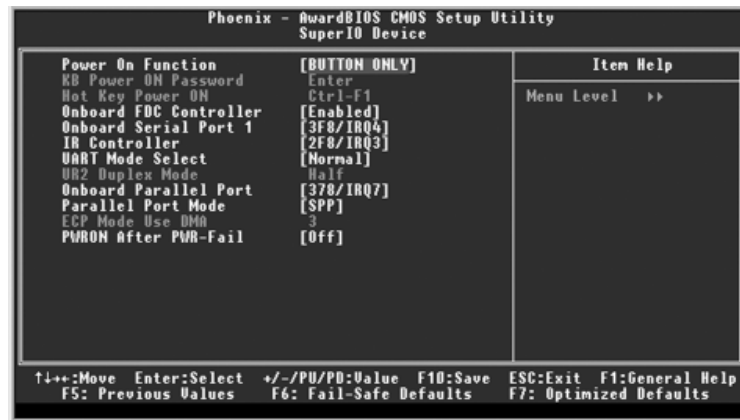 Phoenix - AwardBIOS CMOS Setup Utility
SuperIO Device
Power On Function [BUTTON ONLY]
KB Power ON Password Enter
Hot Key Power ON Ctrl-F1
Onboard FDC Controller [Enabled]
Onboard Serial Port 1 [3F8/IRQ4]
IR Controller [2F8/IRQ3]
UART Mode Select [Normal]
UR2 Duplex Mode Half
Onboard Parallel Port [378/IRQ7]
Parallel Port Mode [SPP]
ECP Mode Use DMA 3
PWRON After PWR-Fail [Off]
Item Help
Menu Level ▸▸
↑↓→←:Move Enter:Select +/-/PU/PD:Value F10:Save ESC:Exit F1:General Help
F5: Previous Values F6: Fail-Safe Defaults F7: Optimized Defaults